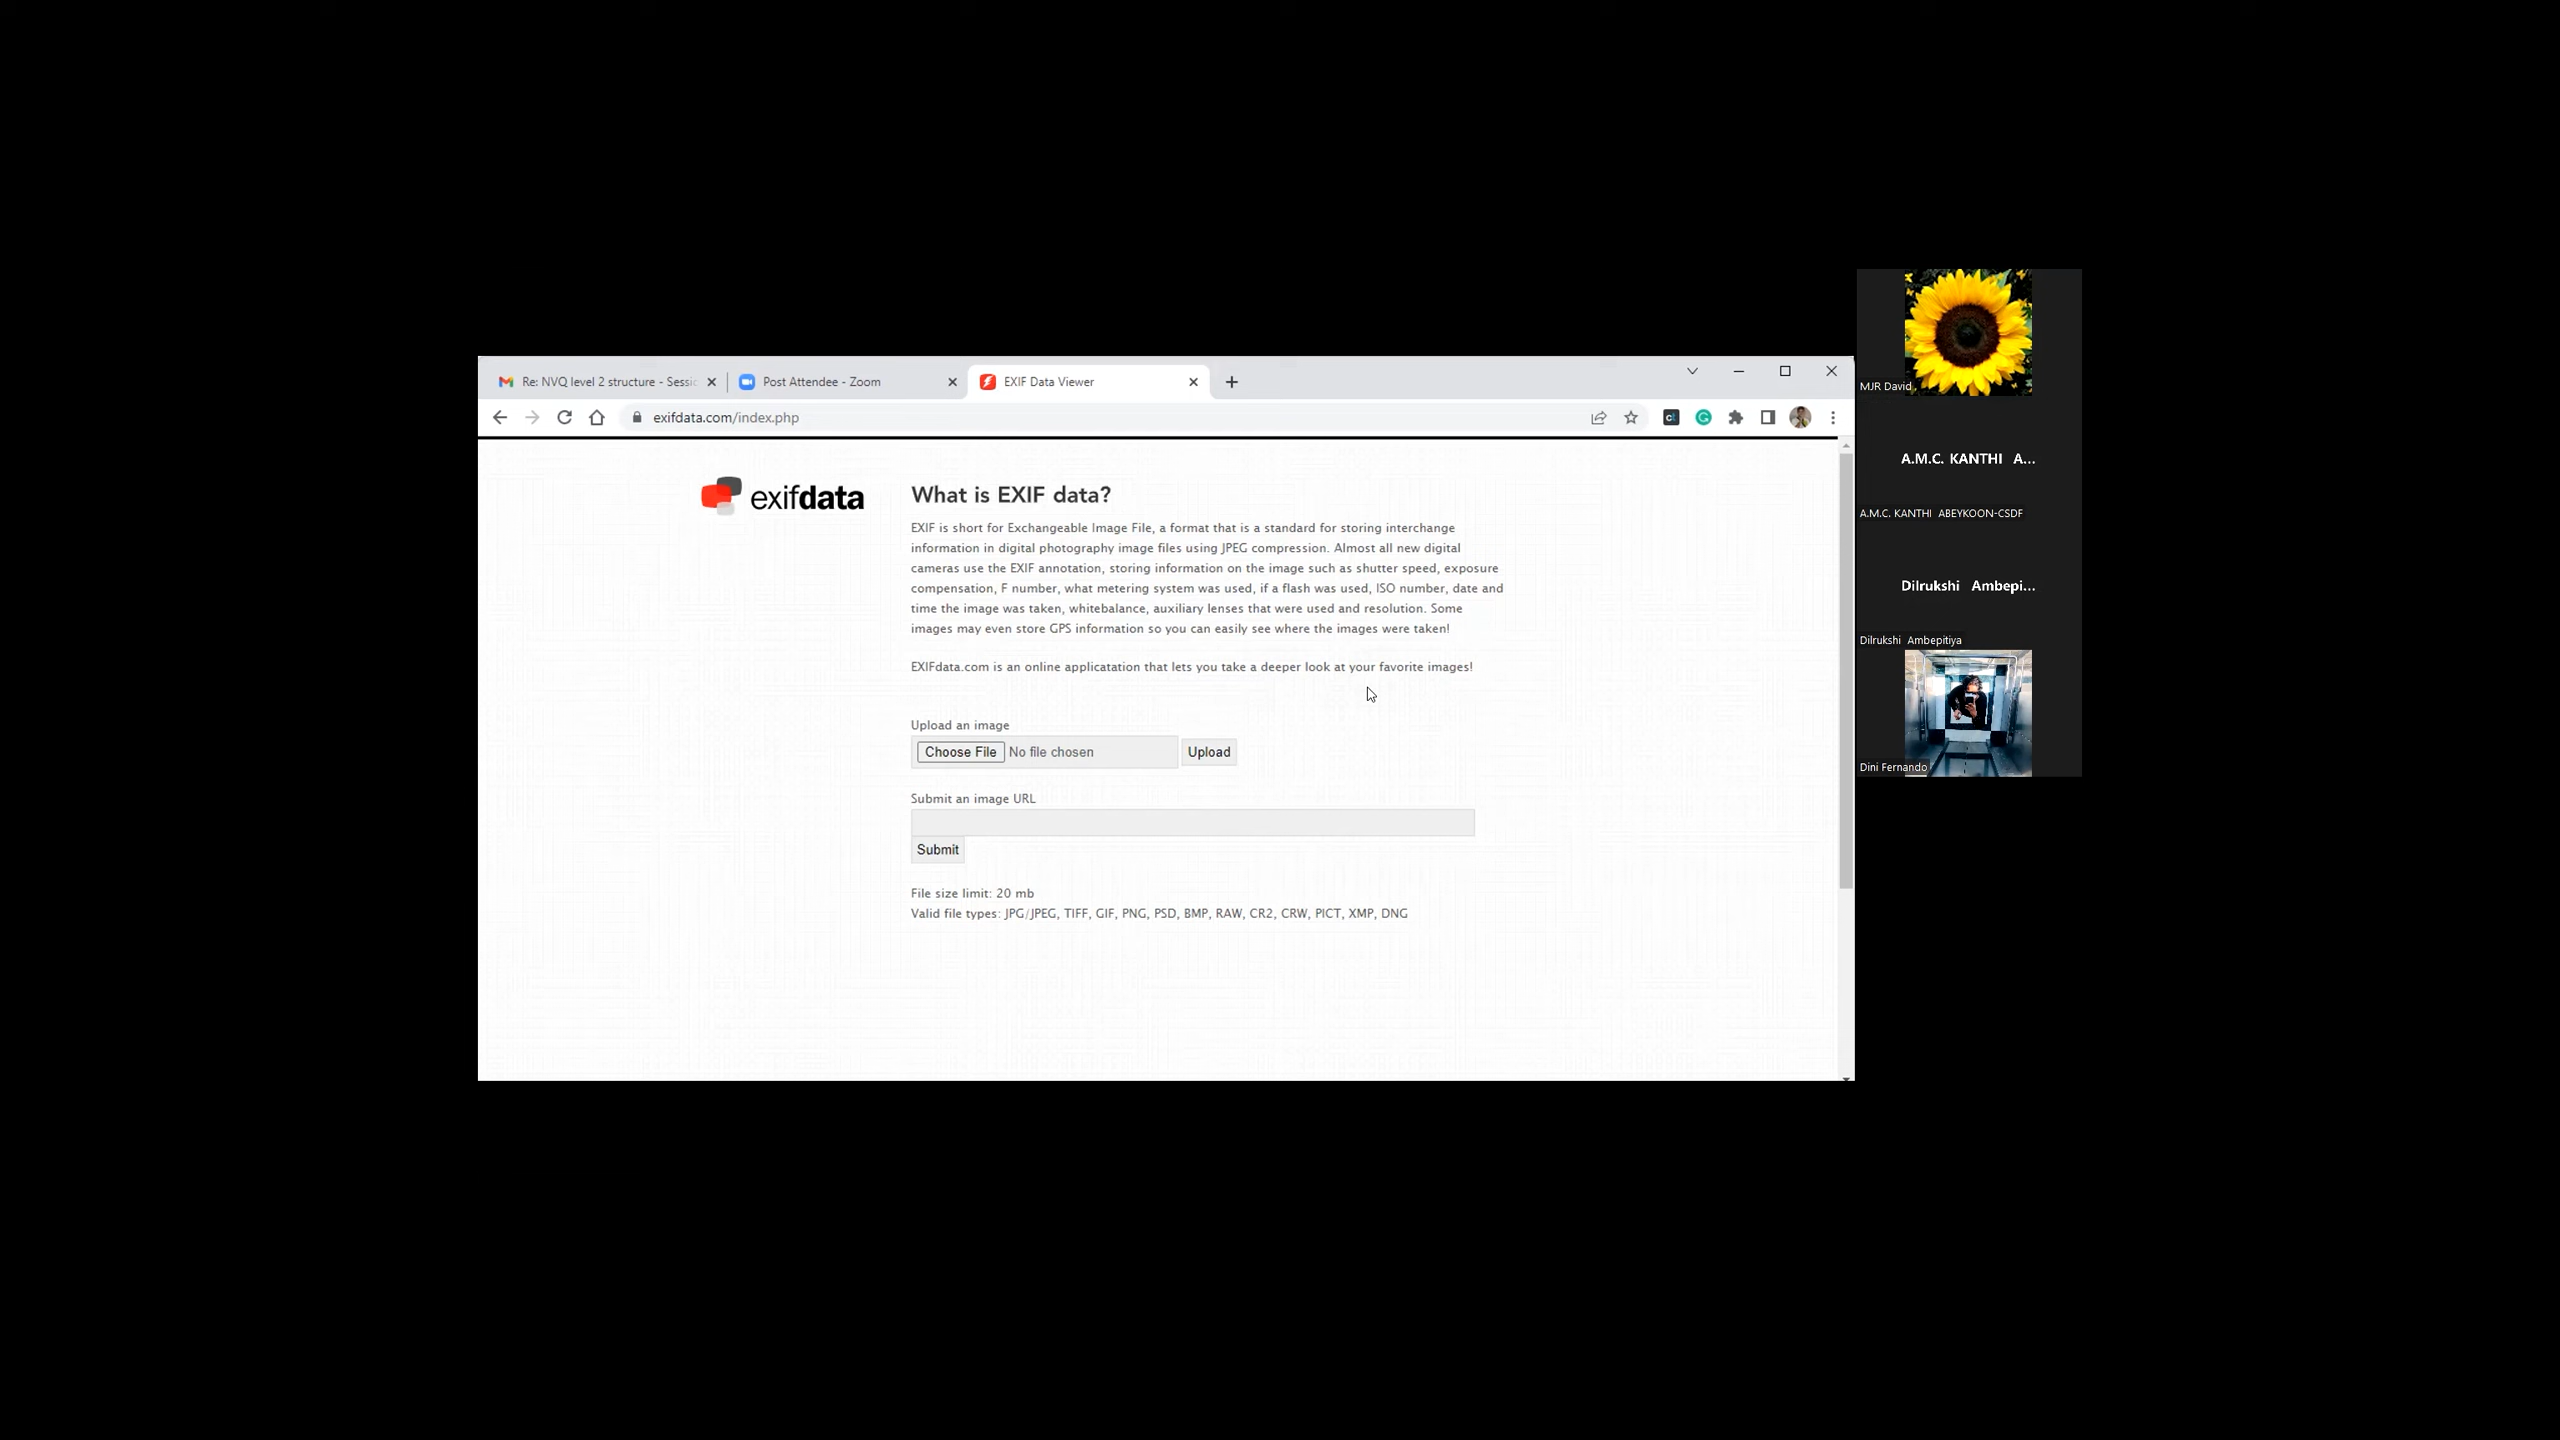 Re: NVQ level 2 structure - Sessi
Post Attendee - Zoom
EXIF Data Viewer
exifdata.com/index.php
exifdata
What is EXIF data?
EXIF is short for Exchangeable Image File, a format that is a standard for storing interchange
information in digital photography image files using JPEG compression. Almost all new digital
cameras use the EXIF annotation, storing information on the image such as shutter speed, exposure
compensation, F number, what metering system was used, if a flash was used, ISO number, date and
time the image was taken, whitebalance, auxiliary lenses that were used and resolution. Some
images may even store GPS information so you can easily see where the images were taken!
EXIFdata.com is an online applicatation that lets you take a deeper look at your favorite images!
Upload an image
Choose File No file chosen Upload
Submit an image URL
Submit
File size limit: 20 mb
Valid file types: JPG/JPEG, TIFF, GIF, PNG, PSD, BMP, RAW, CR2, CRW, PICT, XMP, DNG
MJR David
A.M.C. KANTHI A...
A.M.C. KANTHI ABEYKOON-CSDF
Dilrukshi Ambepi...
Dilrukshi Ambepitiya
Dini Fernando